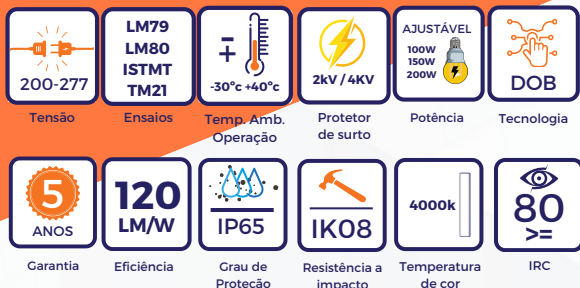 200-277
Tensão
LM79
LM80
ISTMT
TM21
Ensaios
-30ºc +40ºc
Temp. Amb.
Operação
2kV / 4KV
Protetor
de surto
AJUSTÁVEL
100W
150W
200W
Potência
DOB
Tecnologia
5
ANOS
Garantia
120
LM/W
Eficiência
IP65
Grau de
Proteção
IK08
Resistência a
impacto
4000k
Temperatura
de cor
80
>=
IRC